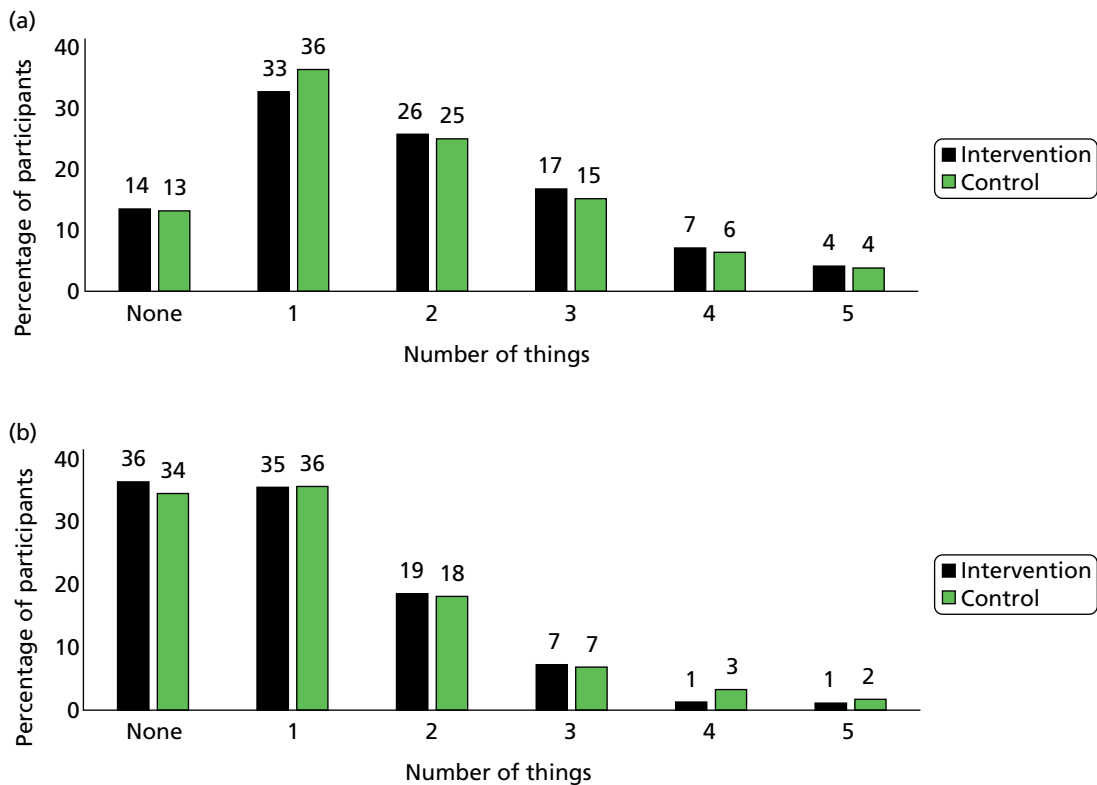 (a)
Percentage of participants
40
30
20
10
0
14 13
33 36
26 25
17 15
7 6
4 4
None 1 2 3 4 5
Number of things
Intervention
Control
(b)
Percentage of participants
40
30
20
10
0
36 34
35 36
19 18
7 7
1 3
1 2
None 1 2 3 4 5
Number of things
Intervention
Control